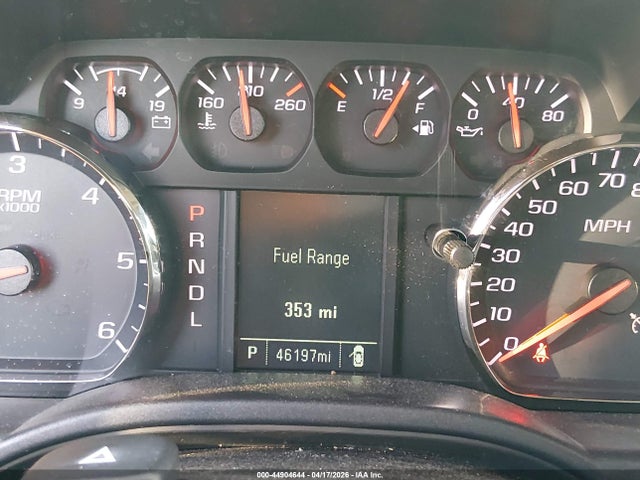 9 14 19
160 210 260
E 1/2 F
0 40 80
3
4
5
6
RPM
X1000
P
R
N
D
L
Fuel Range
353 mi
P 46197mi
80
70
60
50
40
30
20
10
0
MPH
000-44904644 | 04/17/2026 | IAA Inc.